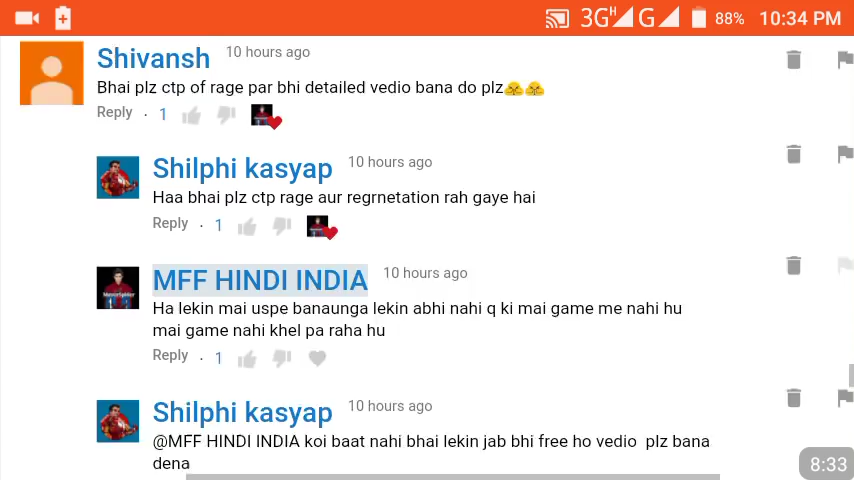 3G H G 88% 10:34 PM
Shivansh 10 hours ago
Bhai plz ctp of rage par bhi detailed vedio bana do plz🙏🙏
Reply · 1
Shilphi kasyap 10 hours ago
Haa bhai plz ctp rage aur regrnetation rah gaye hai
Reply · 1
MFF HINDI INDIA 10 hours ago
Ha lekin mai uspe banaunga lekin abhi nahi q ki mai game me nahi hu
mai game nahi khel pa raha hu
Reply · 1
Shilphi kasyap 10 hours ago
@MFF HINDI INDIA koi baat nahi bhai lekin jab bhi free ho vedio plz bana
dena
8:33